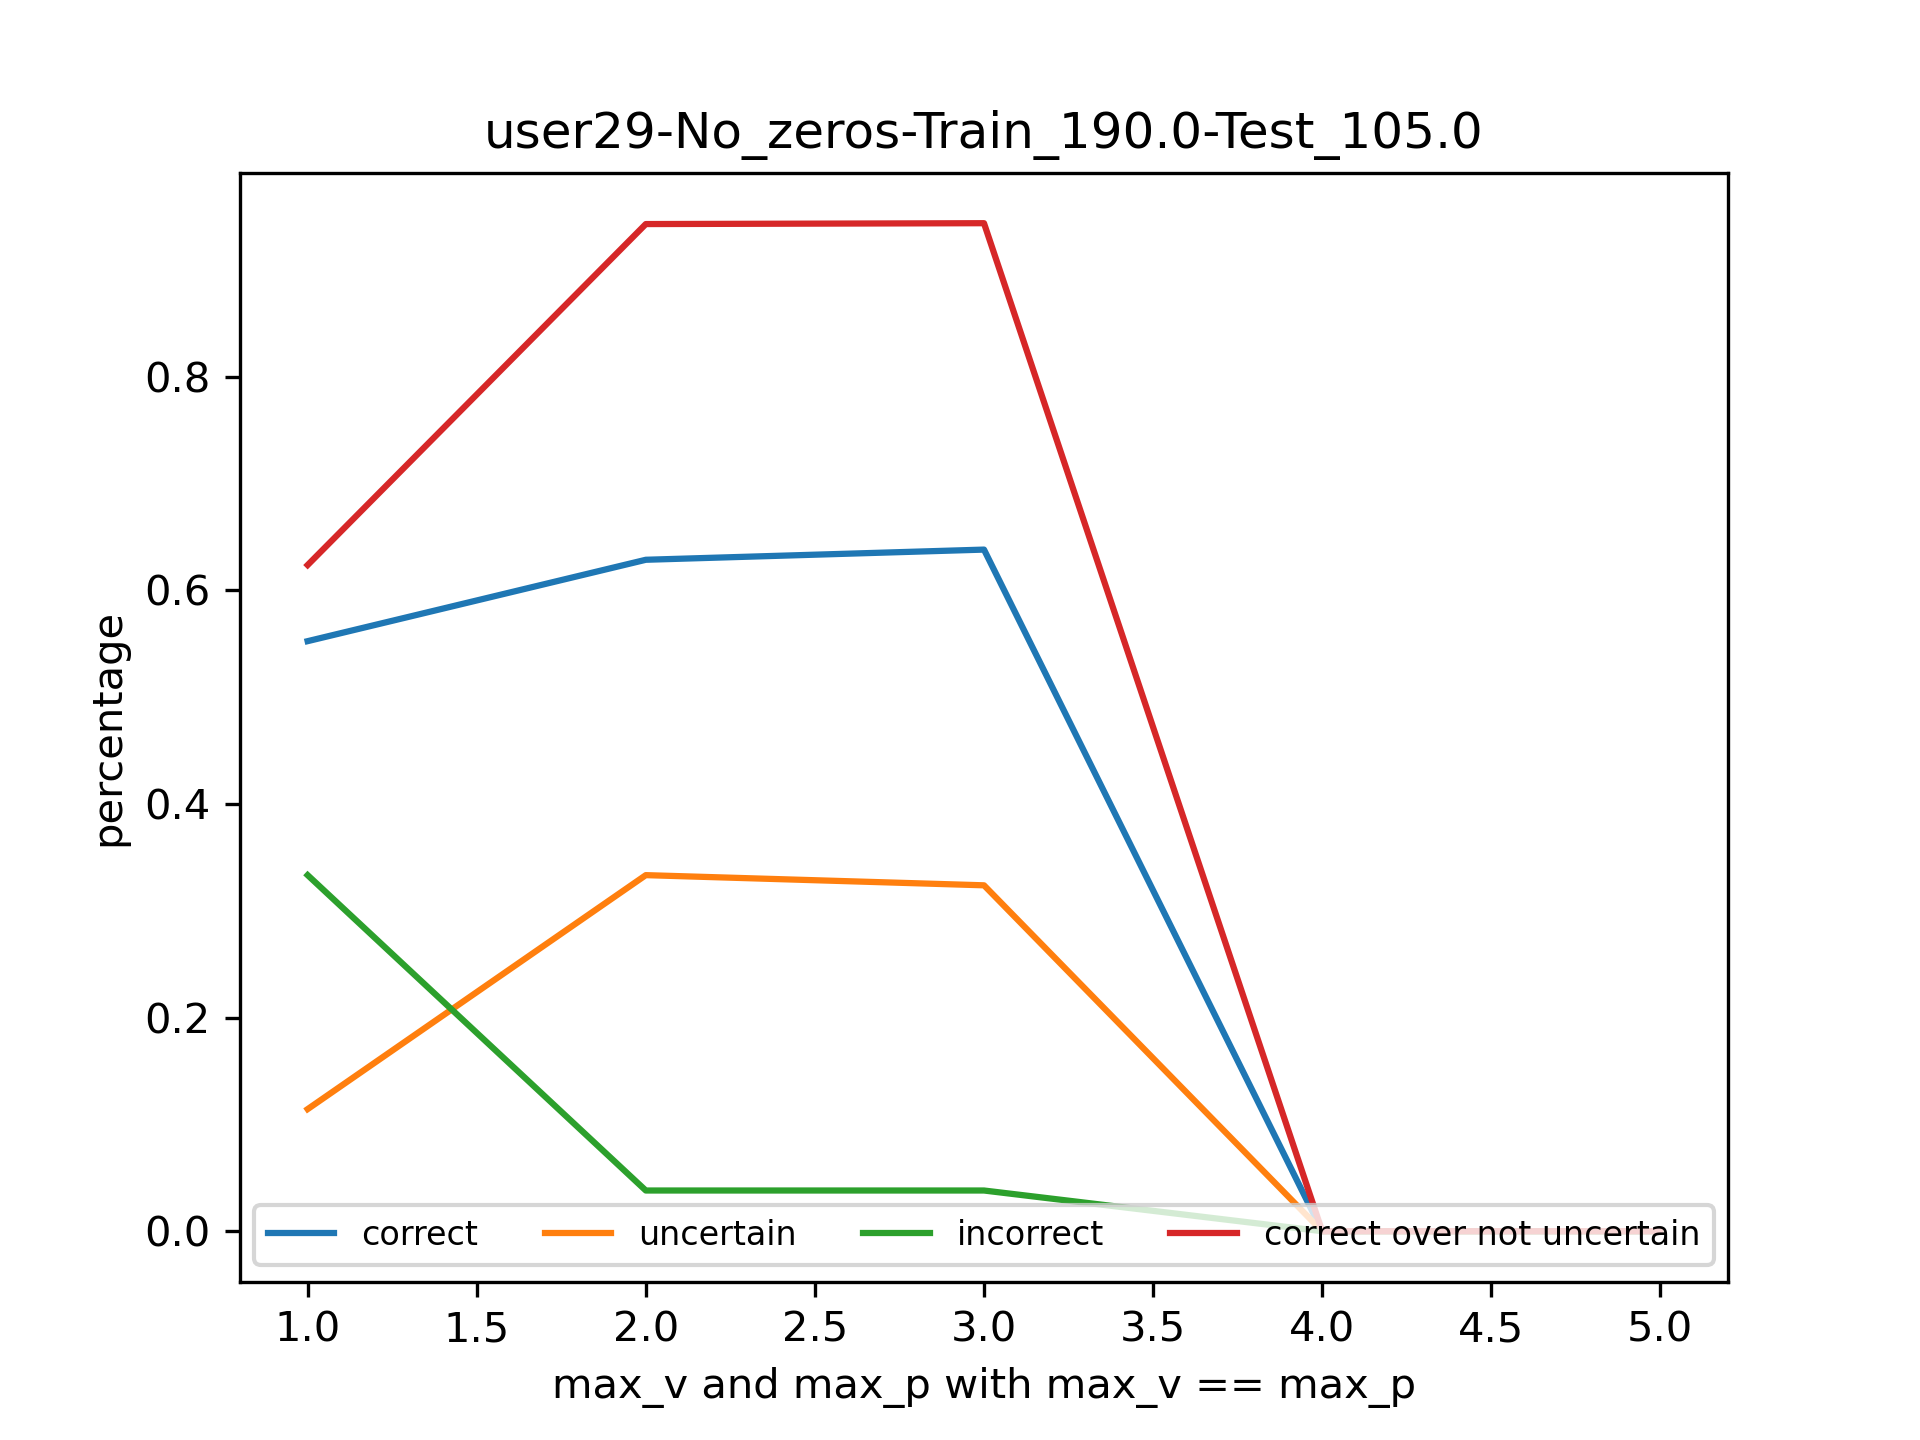 user29-No_zeros-Train_190.0-Test_105.0
percentage
0.8
0.6
0.4
0.2
0.0
correct uncertain incorrect correct over not uncertain
1.0 1.5 2.0 2.5 3.0 3.5 4.0 4.5 5.0
max_v and max_p with max_v == max_p